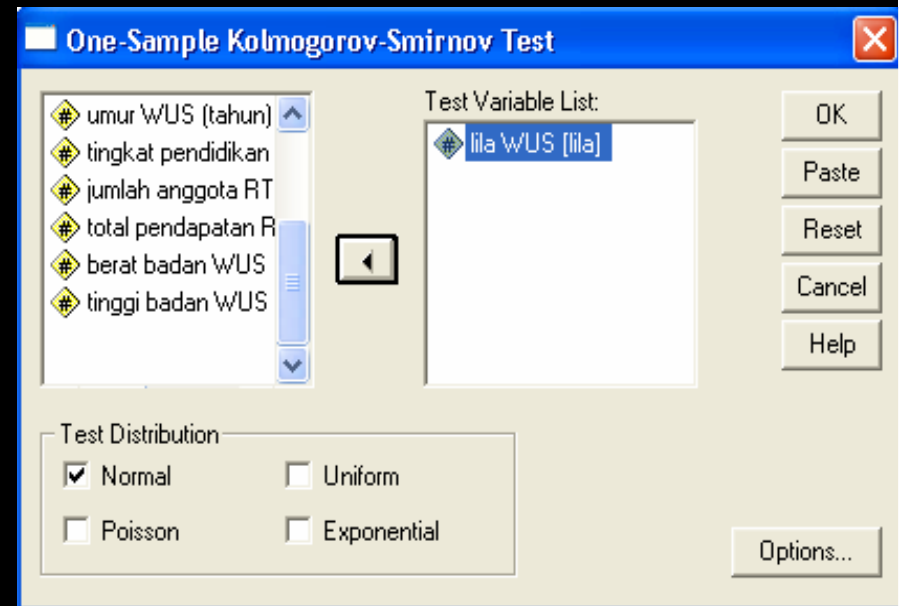 One-Sample Kolmogorov-Smirnov Test
umur WUS (tahun)
tingkat pendidikan
jumlah anggota RT
total pendapatan R
berat badan WUS
tinggi badan WUS
Test Variable List:
lila WUS [lila]
OK
Paste
Reset
Cancel
Help
Test Distribution
Normal
Uniform
Poisson
Exponential
Options...